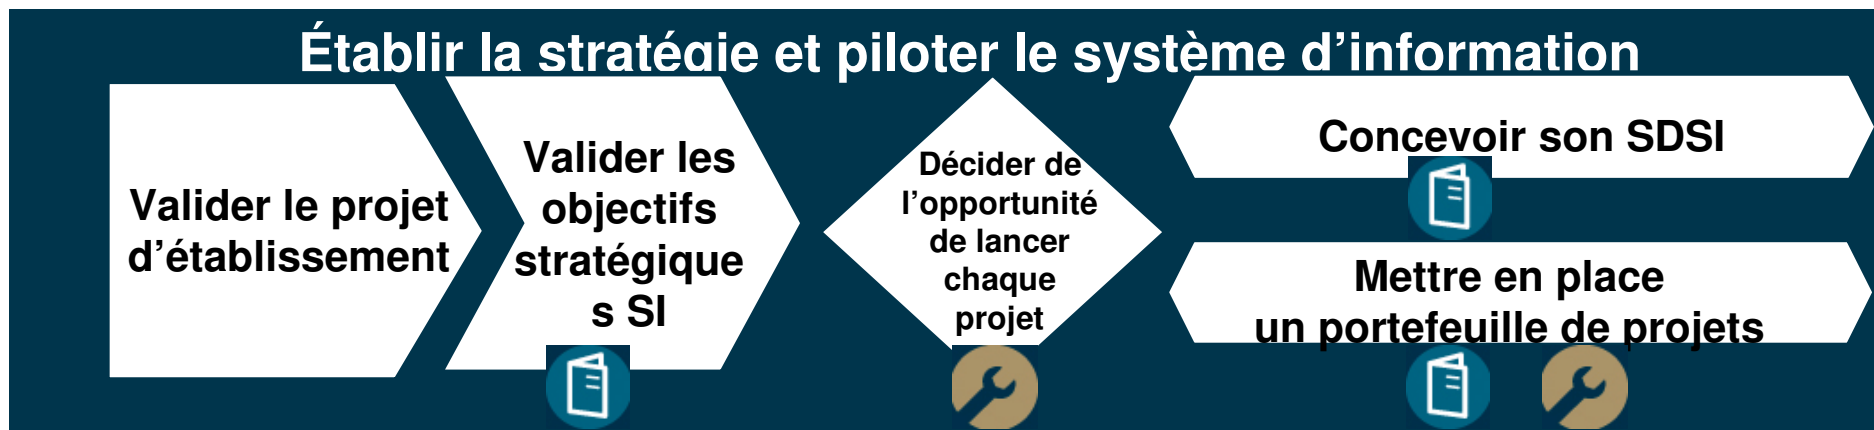 Établir la stratégie et piloter le système d’information
Valider le projet
d’établissement
Valider les
objectifs
stratégique
s SI
Décider de
l’opportunité
de lancer
chaque
projet
Concevoir son SDSI
Mettre en place
un portefeuille de projets